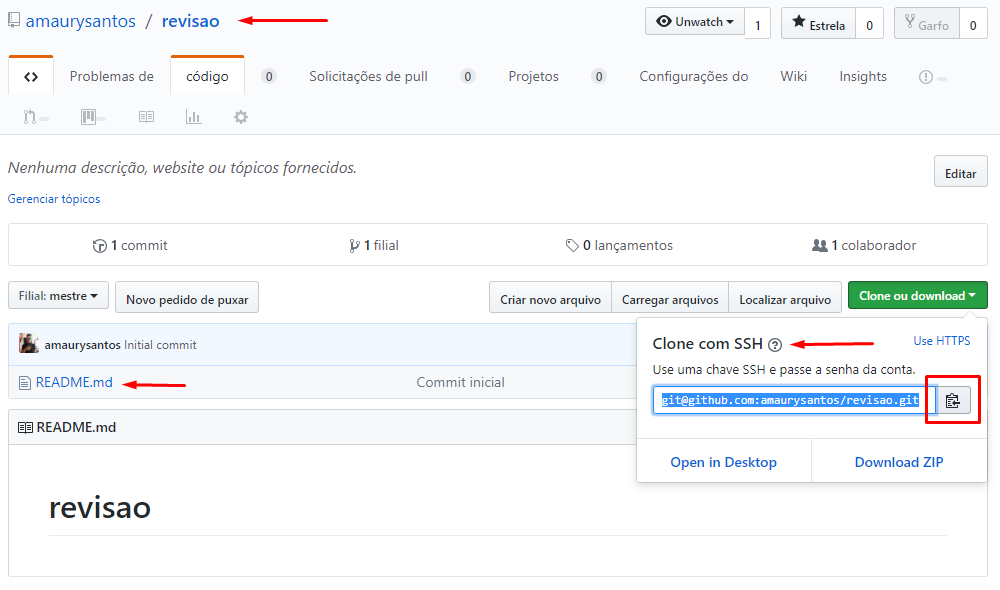 amaurysantos / revisao
Unwatch 1 Estrela 0 Garfo 0
Problemas de código 0 Solicitações de pull 0 Projetos 0 Configurações do Wiki Insights
Nenhuma descrição, website ou tópicos fornecidos.
Editar
Gerenciar tópicos
1 commit 1 filial 0 lançamentos 1 colaborador
Filial: mestre Novo pedido de puxar Criar novo arquivo Carregar arquivos Localizar arquivo Clone ou download
amaurysantos Initial commit
Clone com SSH ? Use HTTPS
Use uma chave SSH e passe a senha da conta.
README.md Commit inicial
git@github.com:amaurysantos/revisao.git
README.md
Open in Desktop Download ZIP
revisao